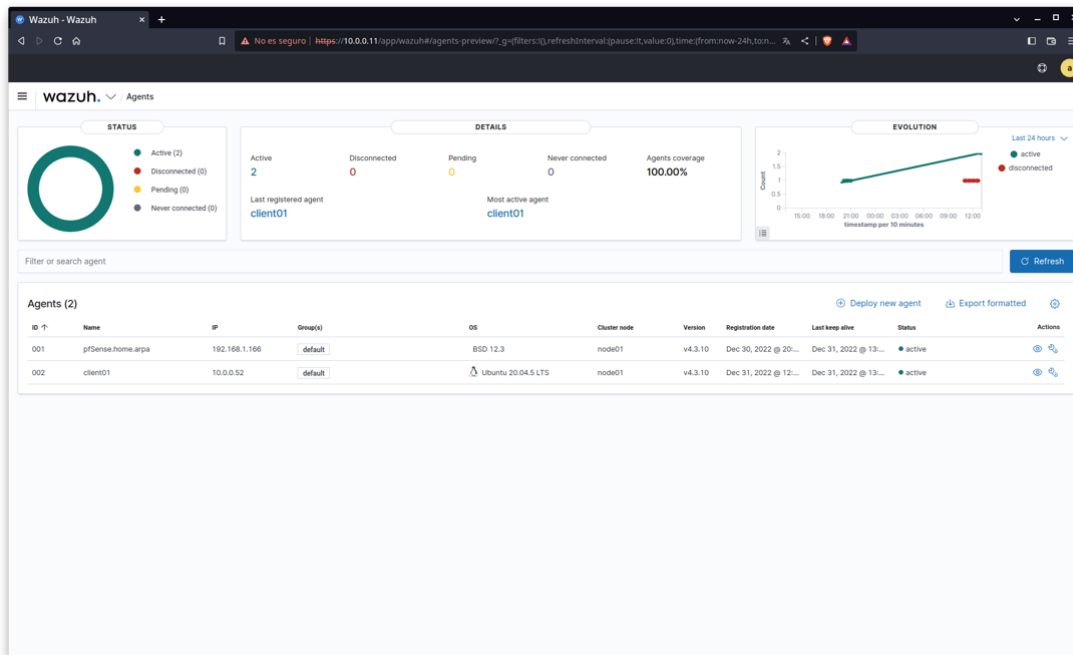 Wazuh - Wazuh
No es seguro | https://10.0.0.11/app/wazuh#/agents-preview/?_g=(filters:!(),refreshInterval:(pause:!t,value:0),time:(from:now-24h,to:n...
a
wazuh. / Agents
STATUS
Active (2)
Disconnected (0)
Pending (0)
Never connected (0)
DETAILS
Active Disconnected Pending Never connected Agents coverage
2 0 0 0 100.00%
Last registered agent Most active agent
client01 client01
EVOLUTION
Last 24 hours
active
disconnected
Count
2
1.5
1
0.5
0
15:00 18:00 21:00 00:00 03:00 06:00 09:00 12:00
timestamp per 10 minutes
Filter or search agent
Refresh
Agents (2)
Deploy new agent Export formatted
ID Name IP Group(s) OS Cluster node Version Registration date Last keep alive Status Actions
001 pfSense.home.arpa 192.168.1.166 default BSD 12.3 node01 v4.3.10 Dec 30, 2022 @ 20:... Dec 31, 2022 @ 13:... active
002 client01 10.0.0.52 default Ubuntu 20.04.5 LTS node01 v4.3.10 Dec 31, 2022 @ 12:... Dec 31, 2022 @ 13:... active